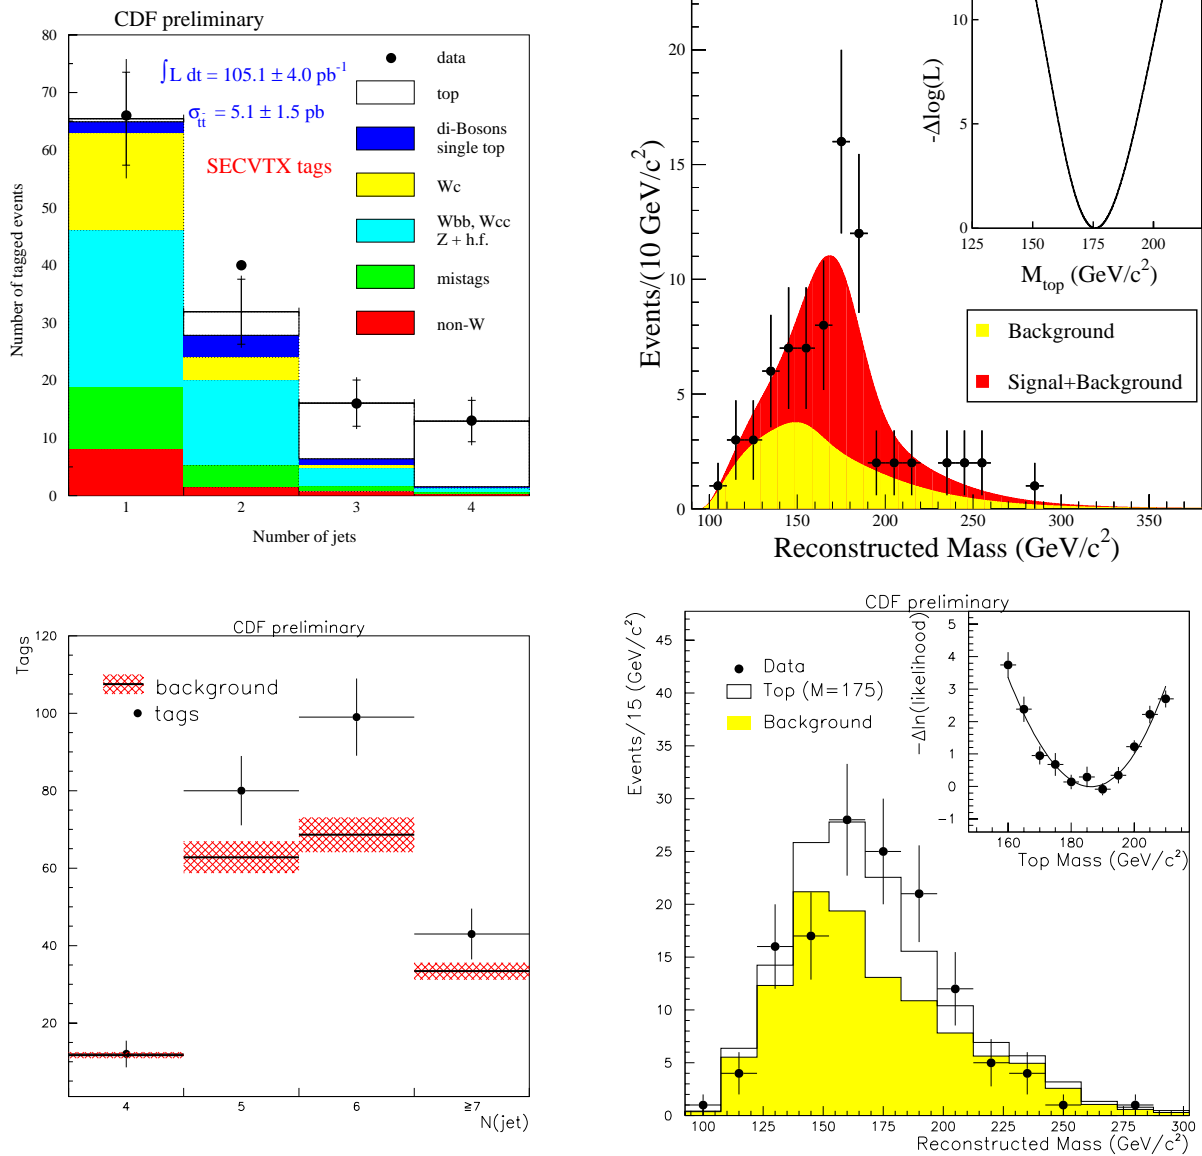 CDF preliminary
80
70
60
50
40
30
20
10
0
Number of tagged events
∫L dt = 105.1 ± 4.0 pb-1
σtt̄ = 5.1 ± 1.5 pb
SECVTX tags
data
top
di-Bosons
single top
Wc
Wbb, Wcc
Z + h.f.
mistags
non-W
1 2 3 4
Number of jets
20
15
10
5
0
Events/(10 GeV/c2)
100 150 200 250 300 350
Reconstructed Mass (GeV/c2)
10
5
0
-Δlog(L)
125 150 175 200
Mtop (GeV/c2)
Background
Signal+Background
CDF preliminary
120
100
80
60
40
20
Tags
background
tags
4 5 6 ≥7
N(jet)
CDF preliminary
45
40
35
30
25
20
15
10
5
0
Events/15 (GeV/c2)
Data
Top (M=175)
Background
5
4
3
2
1
0
−1
−Δln(likelihood)
160 180 200
Top Mass (GeV/c2)
100 125 150 175 200 225 250 275 300
Reconstructed Mass (GeV/c2)